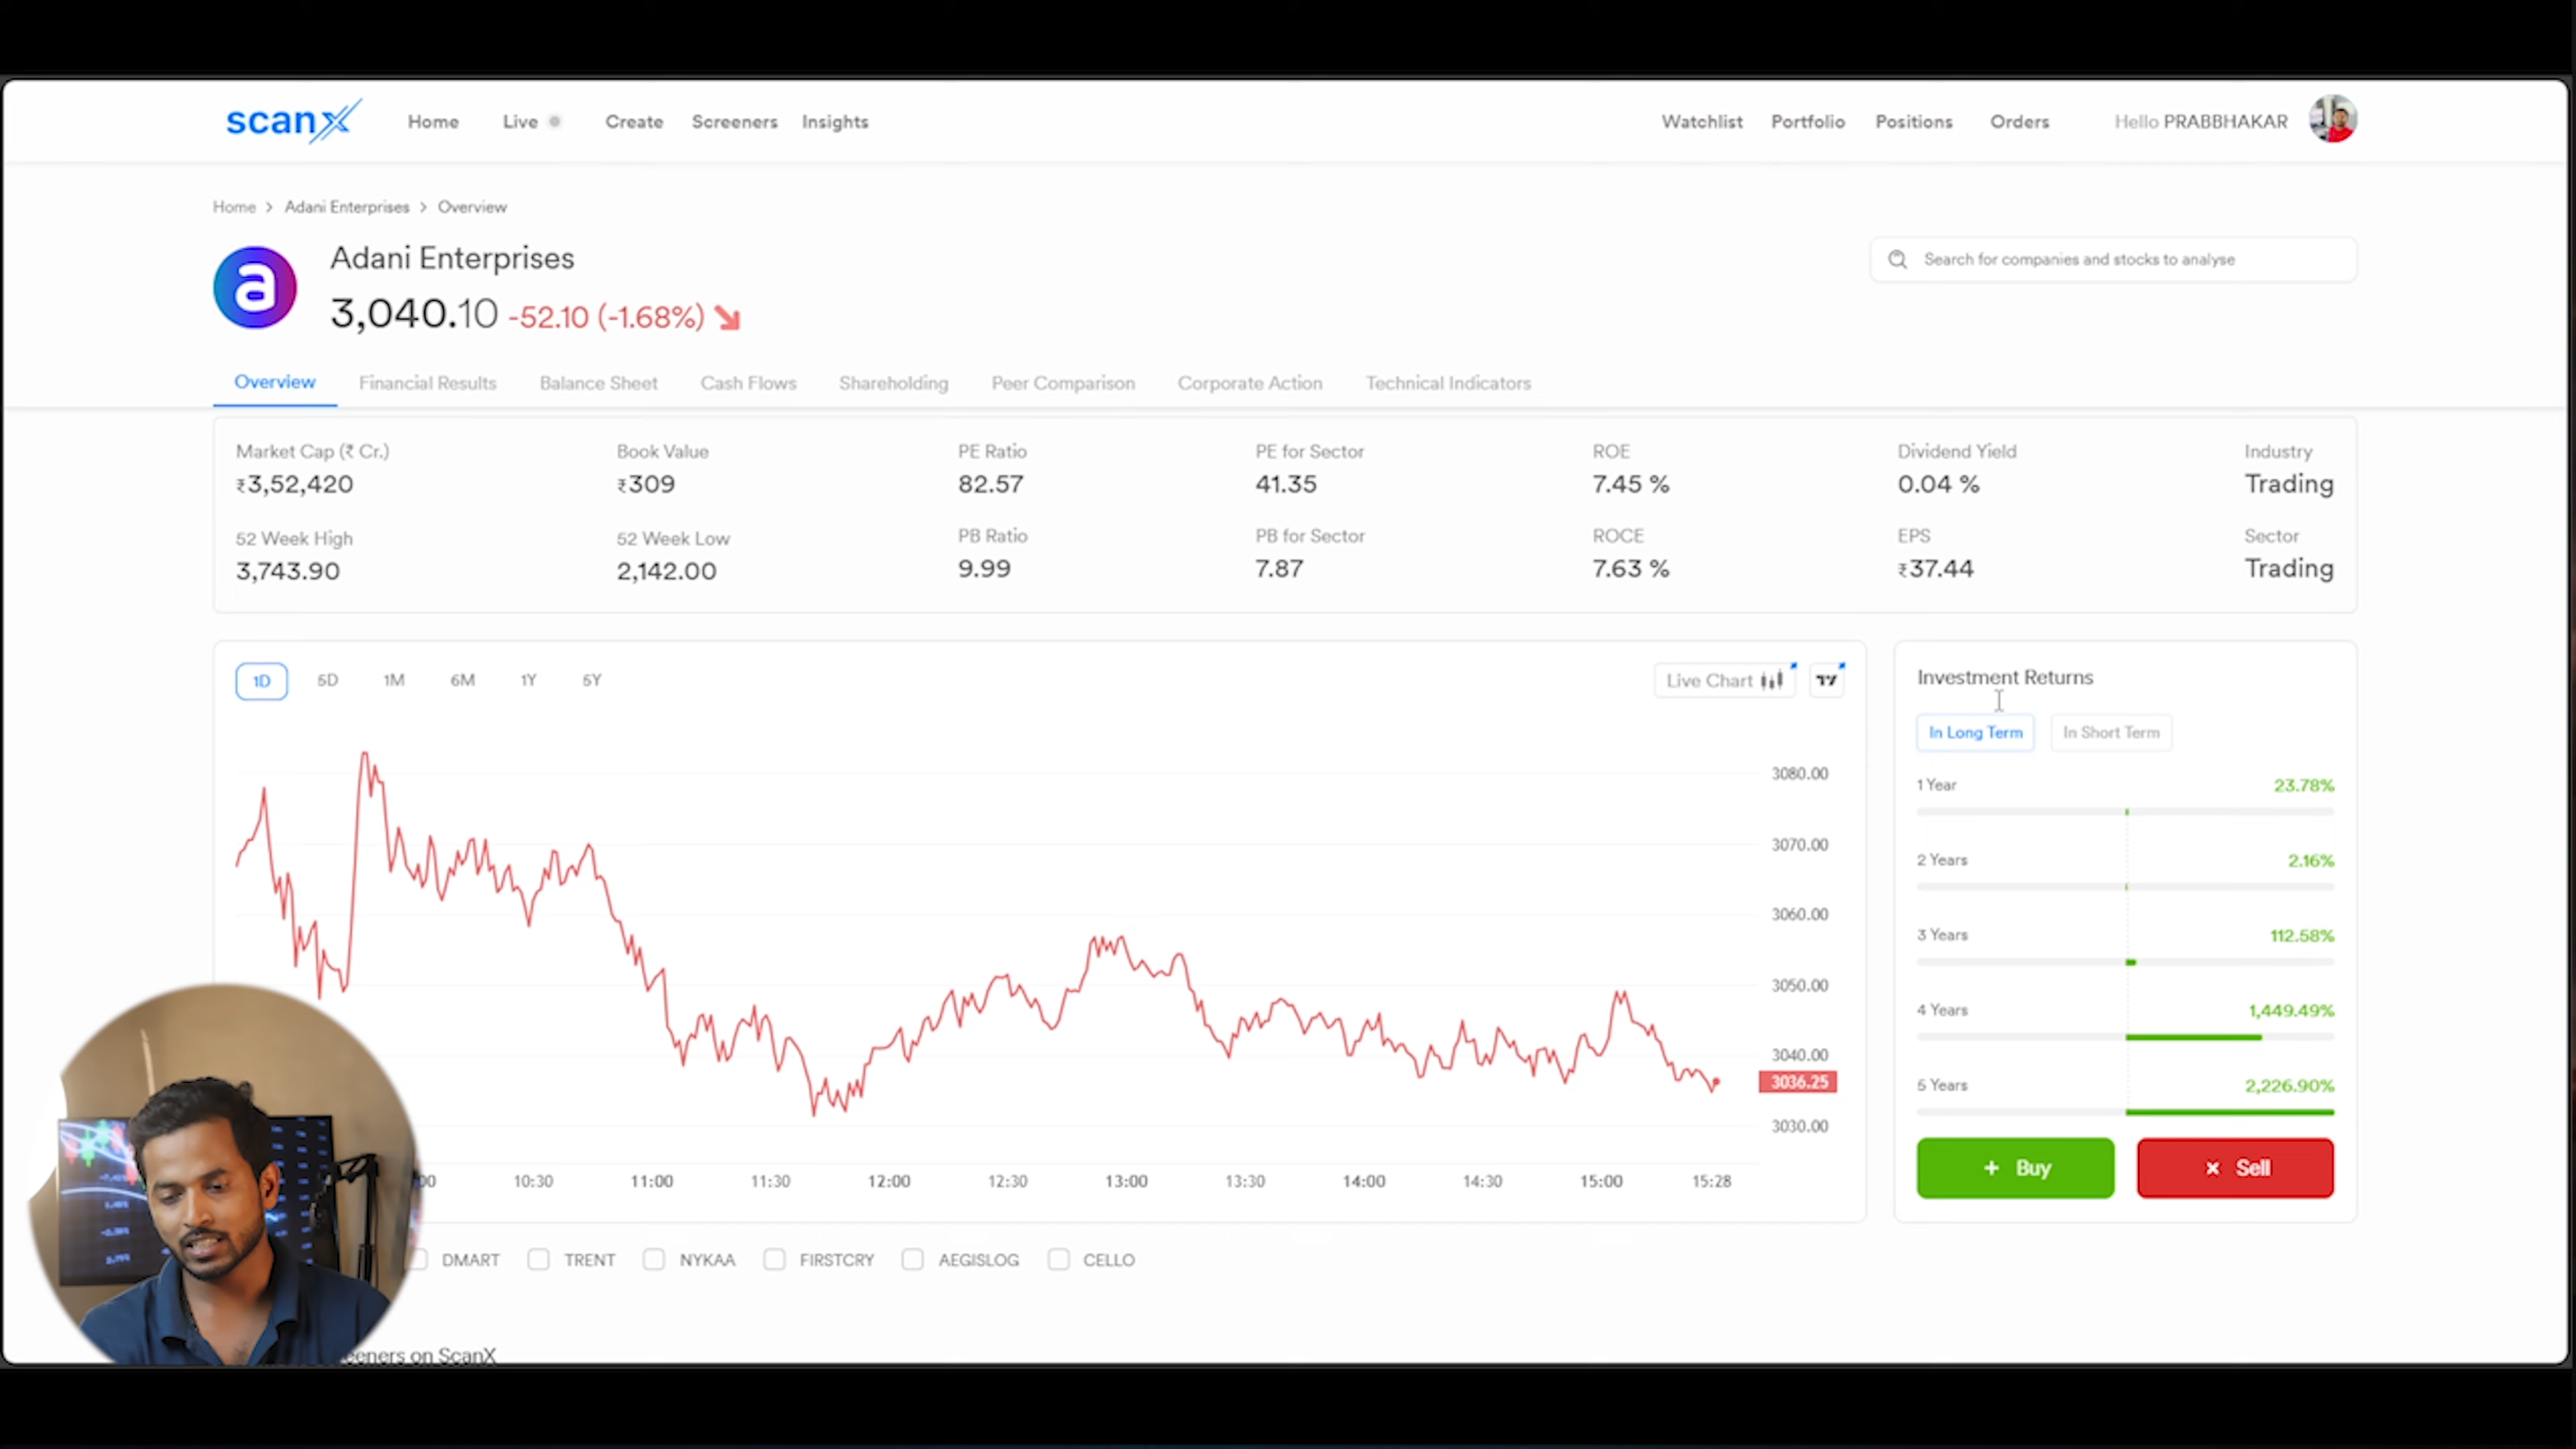 scanX Home Live Create Screeners Insights Watchlist Portfolio Positions Orders Hello PRABBHAKAR
Home > Adani Enterprises > Overview
Adani Enterprises
Search for companies and stocks to analyse
3,040.10 -52.10 (-1.68%)
Overview Financial Results Balance Sheet Cash Flows Shareholding Peer Comparison Corporate Action Technical Indicators
Market Cap (₹ Cr.) Book Value PE Ratio PE for Sector ROE Dividend Yield Industry
₹3,52,420 ₹309 82.57 41.35 7.45 % 0.04 % Trading
52 Week High 52 Week Low PB Ratio PB for Sector ROCE EPS Sector
3,743.90 2,142.00 9.99 7.87 7.63 % ₹37.44 Trading
1D 5D 1M 6M 1Y 5Y Live Chart
3080.00
3070.00
3060.00
3050.00
3040.00
3036.25
3030.00
00 10:30 11:00 11:30 12:00 12:30 13:00 13:30 14:00 14:30 15:00 15:28
Investment Returns
In Long Term In Short Term
1 Year 23.78%
2 Years 2.16%
3 Years 112.58%
4 Years 1,449.49%
5 Years 2,226.90%
+ Buy × Sell
DMART TRENT NYKAA FIRSTCRY AEGISLOG CELLO
eeners on ScanX